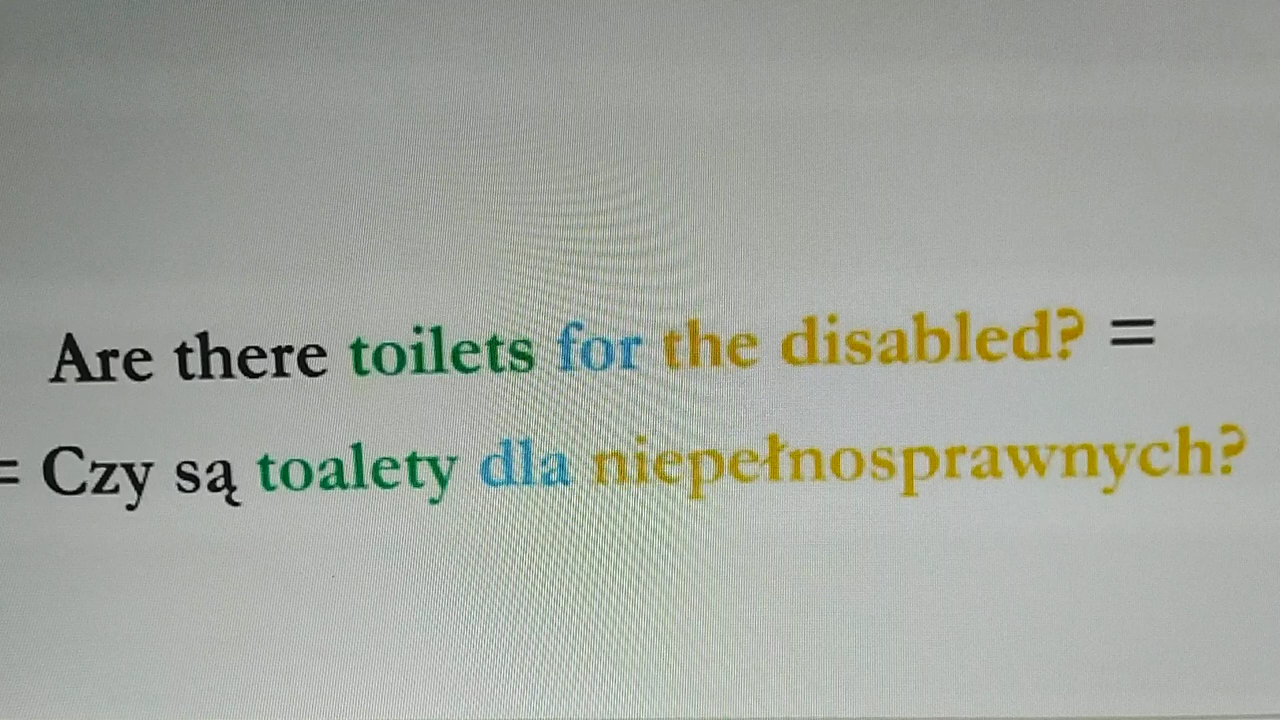 Are there toilets for the disabled? =
= Czy są toalety dla niepełnosprawnych?